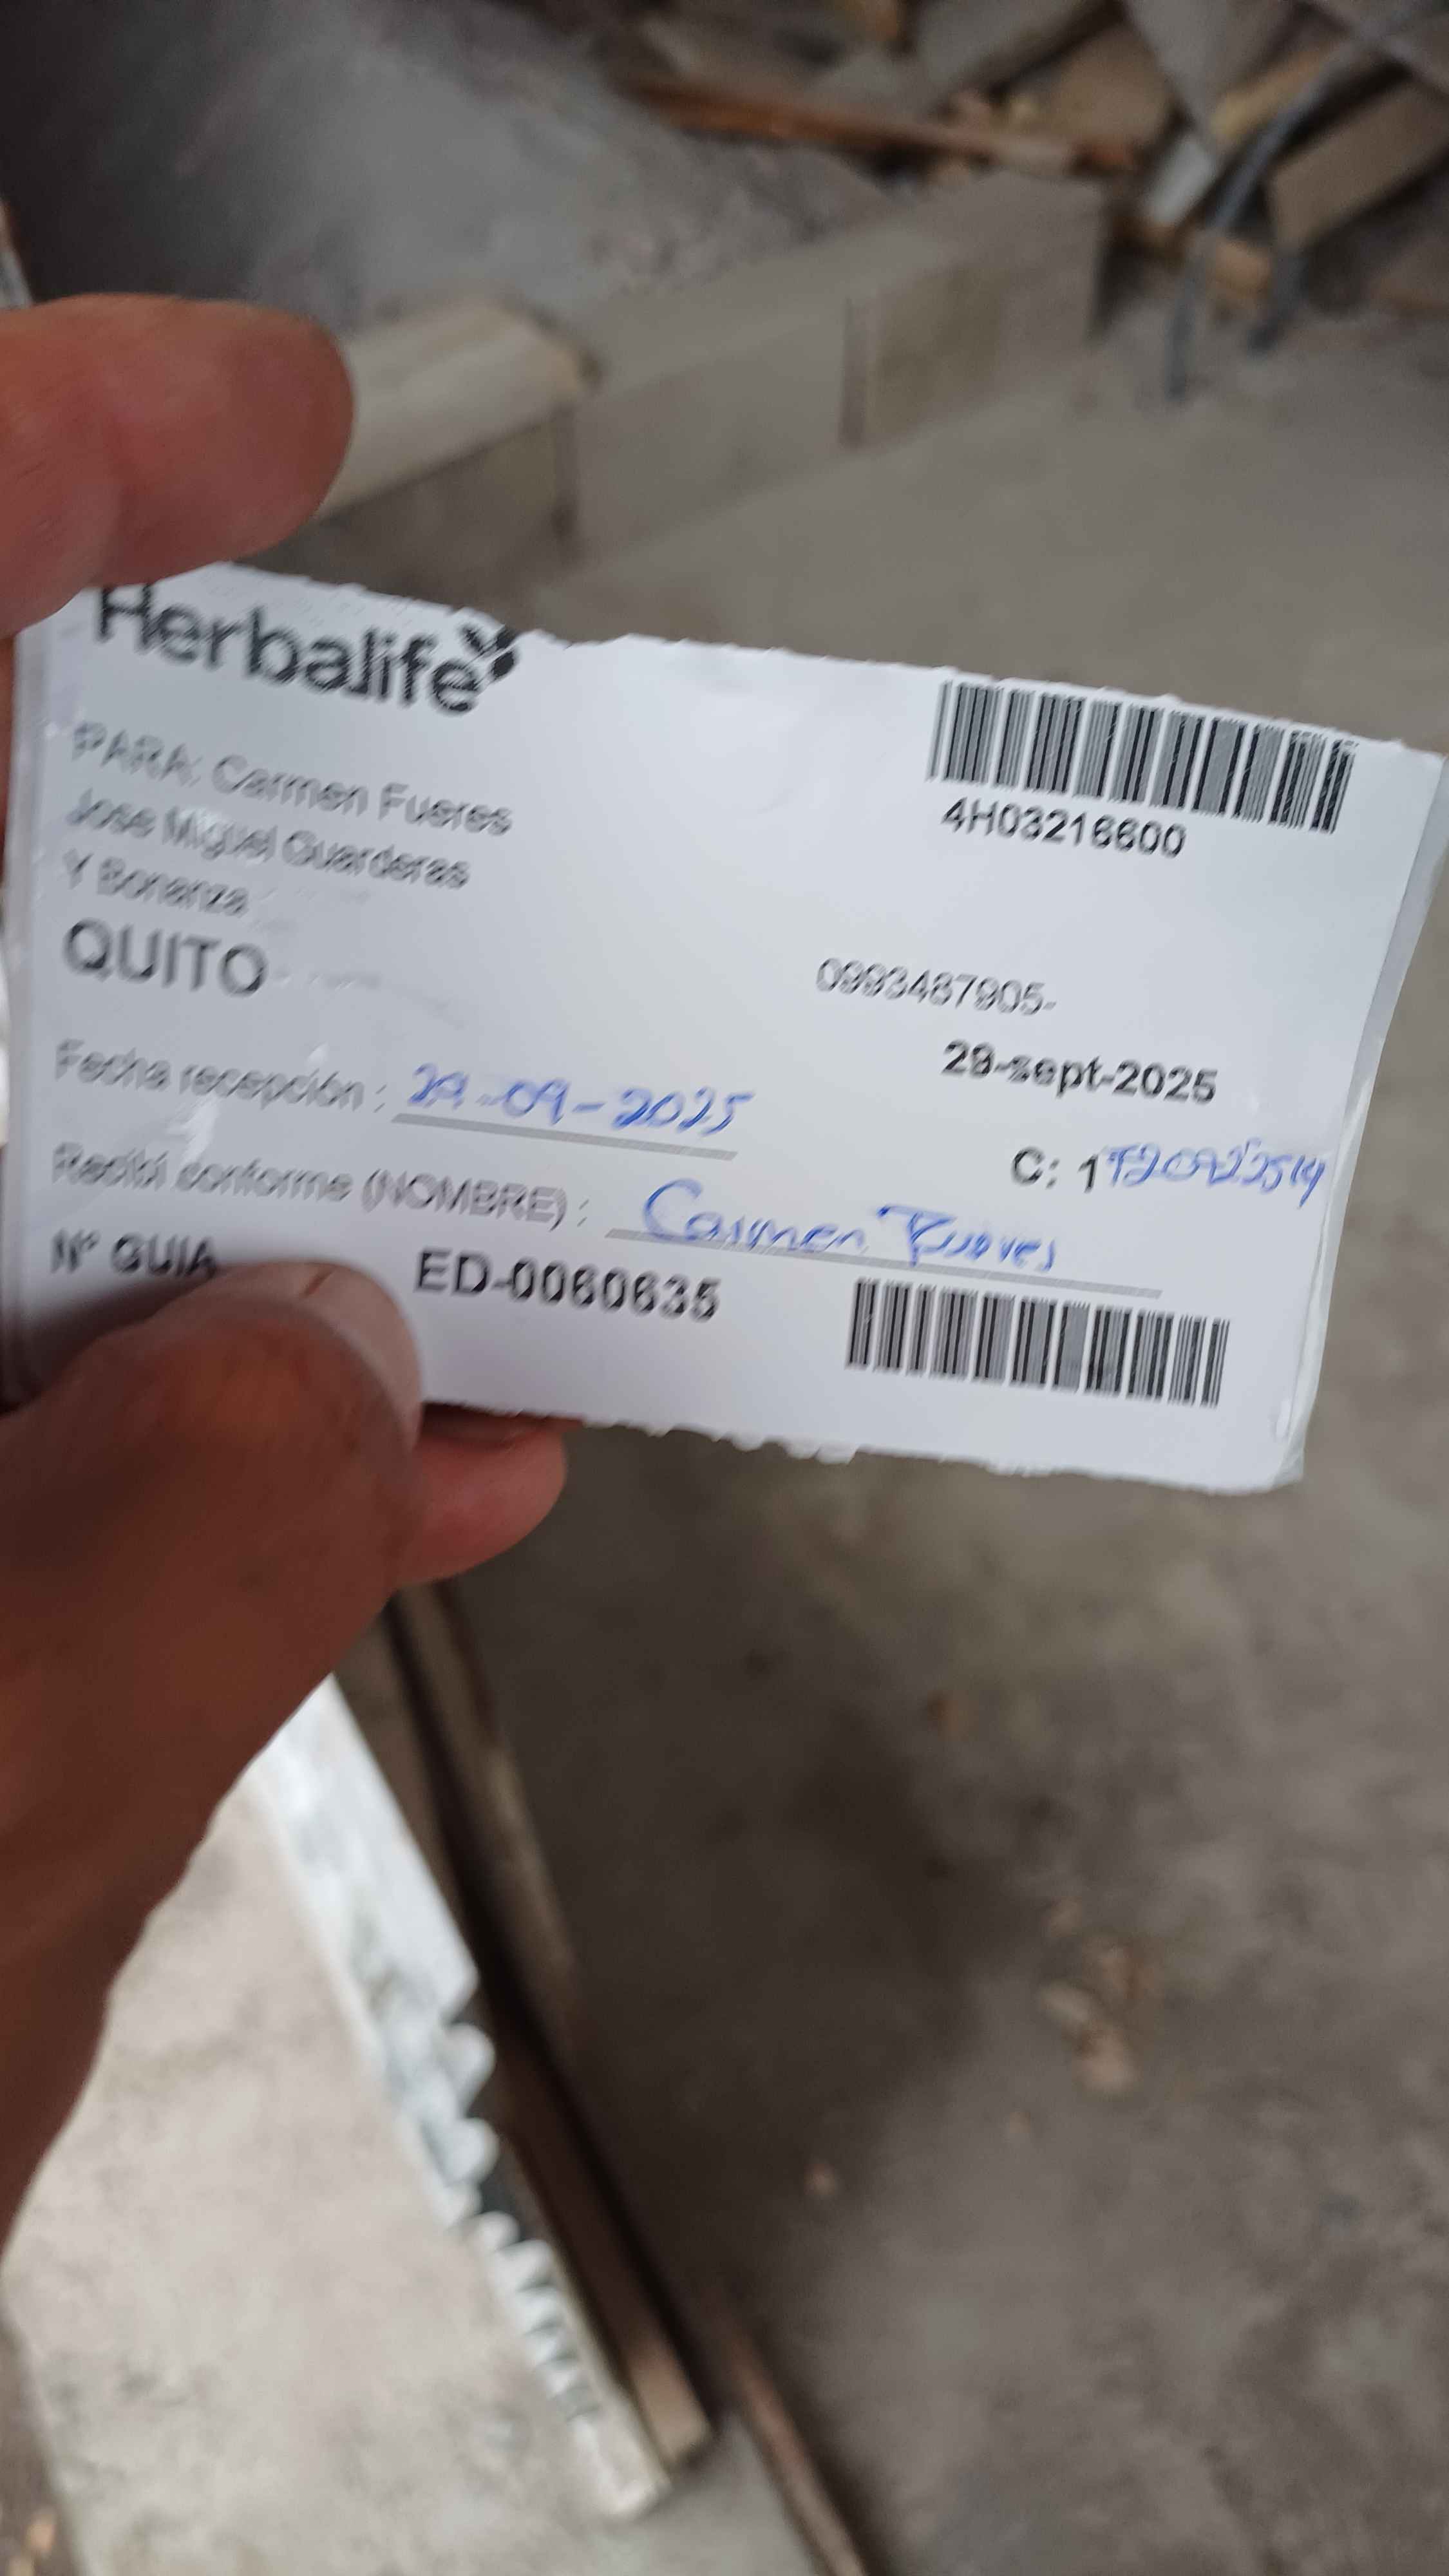 Herbalife
4H03216600
PARA: Carmen Fueres
Jose Miguel Guarderas
Y Bonanza
QUITO
0993487905-
29-sept-2025
Fecha recepción : 29-09-2025
C: 1
Recibí conforme (NOMBRE) : Carmen Fueres
Nº GUIA ED-0060635